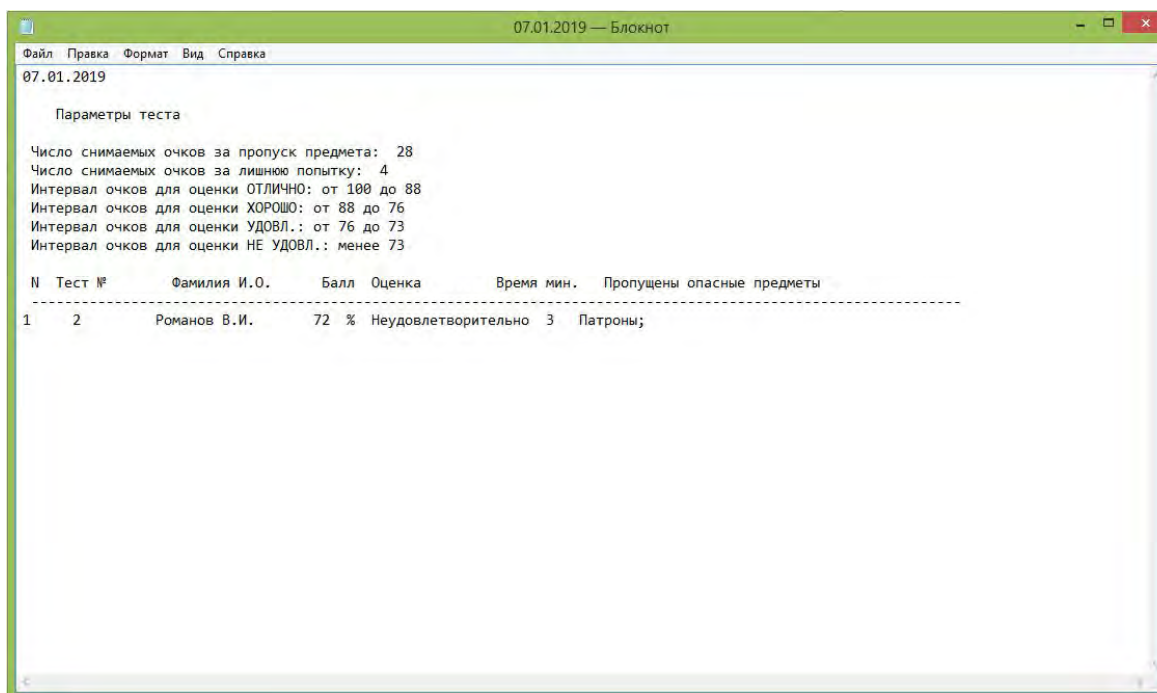 07.01.2019 — Блокнот
Файл Правка Формат Вид Справка
07.01.2019
Параметры теста
Число снимаемых очков за пропуск предмета: 28
Число снимаемых очков за лишнюю попытку: 4
Интервал очков для оценки ОТЛИЧНО: от 100 до 88
Интервал очков для оценки ХОРОШО: от 88 до 76
Интервал очков для оценки УДОВЛ.: от 76 до 73
Интервал очков для оценки НЕ УДОВЛ.: менее 73
N Тест № Фамилия И.О. Балл Оценка Время мин. Пропущены опасные предметы
--------------------------------------------------------------------------------------------------------------
1 2 Романов В.И. 72 % Неудовлетворительно 3 Патроны;